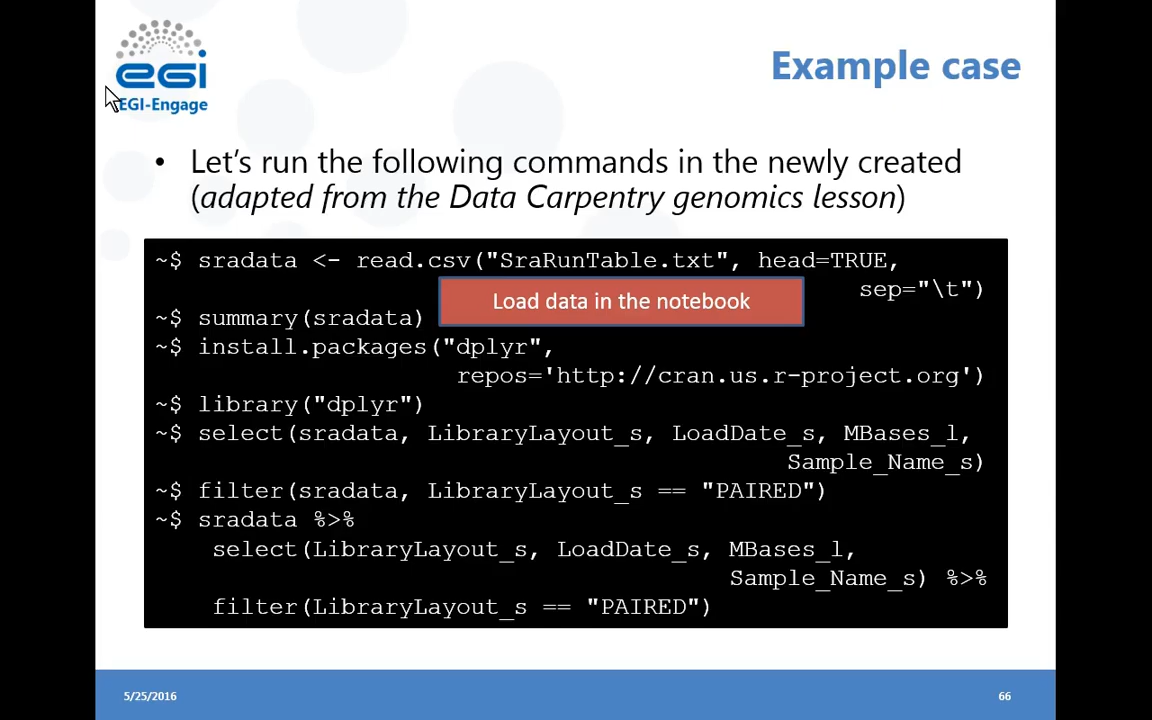 egi
EGI-Engage
Example case
• Let's run the following commands in the newly created
(adapted from the Data Carpentry genomics lesson)
~$ sradata <- read.csv("SraRunTable.txt", head=TRUE,
sep="\t")
Load data in the notebook
~$ summary(sradata)
~$ install.packages("dplyr",
repos='http://cran.us.r-project.org')
~$ library("dplyr")
~$ select(sradata, LibraryLayout_s, LoadDate_s, MBases_l,
Sample_Name_s)
~$ filter(sradata, LibraryLayout_s == "PAIRED")
~$ sradata %>%
select(LibraryLayout_s, LoadDate_s, MBases_l,
Sample_Name_s) %>%
filter(LibraryLayout_s == "PAIRED")
5/25/2016
66